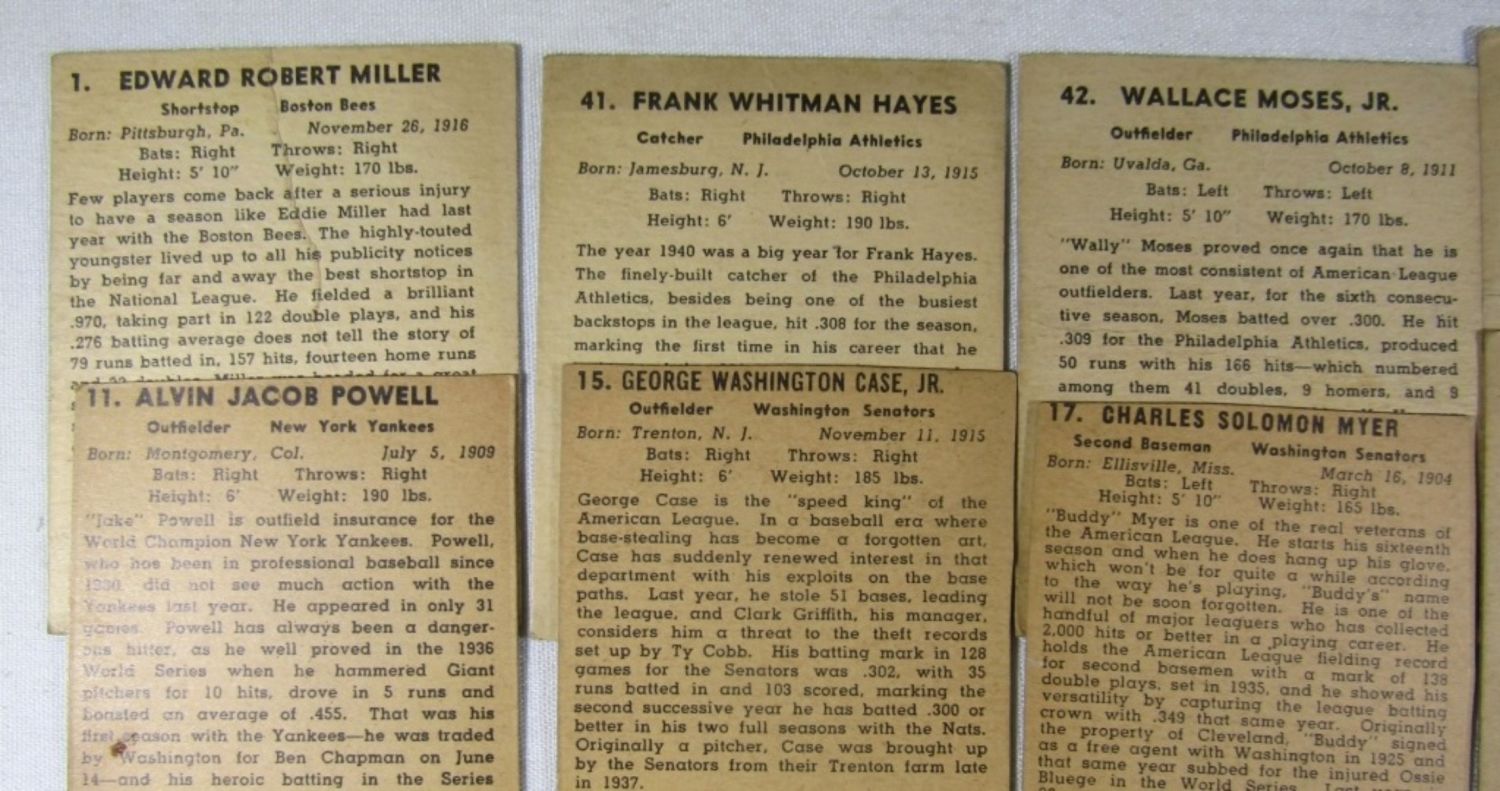 1. EDWARD ROBERT MILLER
Shortstop Boston Bees
Born: Pittsburgh, Pa. November 26, 1916
Bats: Right Throws: Right
Height: 5' 10" Weight: 170 lbs.
Few players come back after a serious injury
to have a season like Eddie Miller had last
year with the Boston Bees. The highly-touted
youngster lived up to all his publicity notices
by being far and away the best shortstop in
the National League. He fielded a brilliant
.970, taking part in 122 double plays, and his
.276 batting average does not tell the story of
79 runs batted in, 157 hits, fourteen home runs
41. FRANK WHITMAN HAYES
Catcher Philadelphia Athletics
Born: Jamesburg, N. J. October 13, 1915
Bats: Right Throws: Right
Height: 6' Weight: 190 lbs.
The year 1940 was a big year for Frank Hayes.
The finely-built catcher of the Philadelphia
Athletics, besides being one of the busiest
backstops in the league, hit .308 for the season,
marking the first time in his career that he
42. WALLACE MOSES, JR.
Outfielder Philadelphia Athletics
Born: Uvalda, Ga. October 8, 1911
Bats: Left Throws: Left
Height: 5' 10" Weight: 170 lbs.
"Wally" Moses proved once again that he is
one of the most consistent of American League
outfielders. Last year, for the sixth consecu-
tive season, Moses batted over .300. He hit
.309 for the Philadelphia Athletics, produced
50 runs with his 166 hits—which numbered
among them 41 doubles, 9 homers, and 9
11. ALVIN JACOB POWELL
Outfielder New York Yankees
Born: Montgomery, Col. July 5, 1909
Bats: Right Throws: Right
Height: 6' Weight: 190 lbs.
"Jake" Powell is outfield insurance for the
World Champion New York Yankees. Powell,
who has been in professional baseball since
1930 did not see much action with the
Yankees last year. He appeared in only 31
games. Powell has always been a danger-
ous hitter, as he well proved in the 1936
World Series when he hammered Giant
pitchers for 10 hits, drove in 5 runs and
boasted an average of .455. That was his
first season with the Yankees—he was traded
by Washington for Ben Chapman on June
14—and his heroic batting in the Series
15. GEORGE WASHINGTON CASE, JR.
Outfielder Washington Senators
Born: Trenton, N. J. November 11, 1915
Bats: Right Throws: Right
Height: 6' Weight: 185 lbs.
George Case is the "speed king" of the
American League. In a baseball era where
base-stealing has become a forgotten art,
Case has suddenly renewed interest in that
department with his exploits on the base
paths. Last year, he stole 51 bases, leading
the league, and Clark Griffith, his manager,
considers him a threat to the theft records
set up by Ty Cobb. His batting mark in 128
games for the Senators was .302, with 35
runs batted in and 103 scored, marking the
second successive year he has batted .300 or
better in his two full seasons with the Nats.
Originally a pitcher, Case was brought up
by the Senators from their Trenton farm late
in 1937.
17. CHARLES SOLOMON MYER
Second Baseman Washington Senators
Born: Ellisville, Miss. March 16, 1904
Bats: Left Throws: Right
Height: 5' 10" Weight: 165 lbs.
"Buddy" Myer is one of the real veterans of
the American League. He starts his sixteenth
season and when he does hang up his glove,
which won't be for quite a while according
to the way he's playing, "Buddy's" name
will not be soon forgotten. He is one of the
handful of major leaguers who has collected
2,000 hits or better in a playing career. He
holds the American League fielding record
for second basemen with a mark of 138
double plays, set in 1935, and he showed his
versatility by capturing the league batting
crown with .349 that same year. Originally
the property of Cleveland, "Buddy" signed
as a free agent with Washington in 1925 and
that same year subbed for the injured Ossie
Bluege in the World Series.